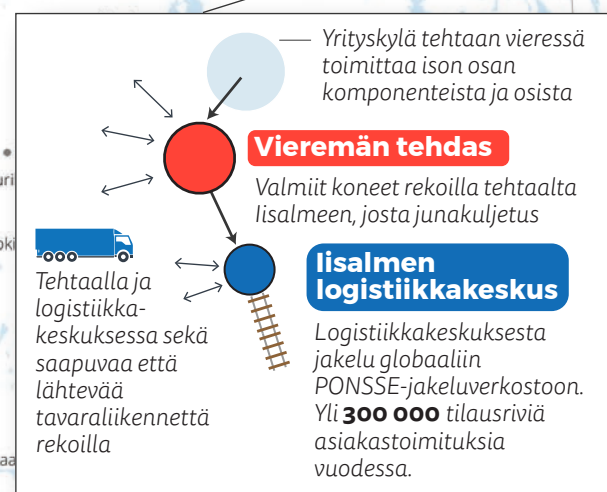 Yrityskylä tehtaan vieressä
toimittaa ison osan
komponenteista ja osista
Vieremän tehdas
Valmiit koneet rekoilla tehtaalta
Iisalmeen, josta junakuljetus
Iisalmen
logistiikkakeskus
Logistiikkakeskuksesta
jakelu globaaliin
PONSSE-jakeluverkostoon.
Yli 300 000 tilausriviä
asiakastoimituksia
vuodessa.
Tehtaalla ja
logistiikka-
keskuksessa sekä
saapuvaa että
lähtevää
tavaraliikennettä
rekoilla